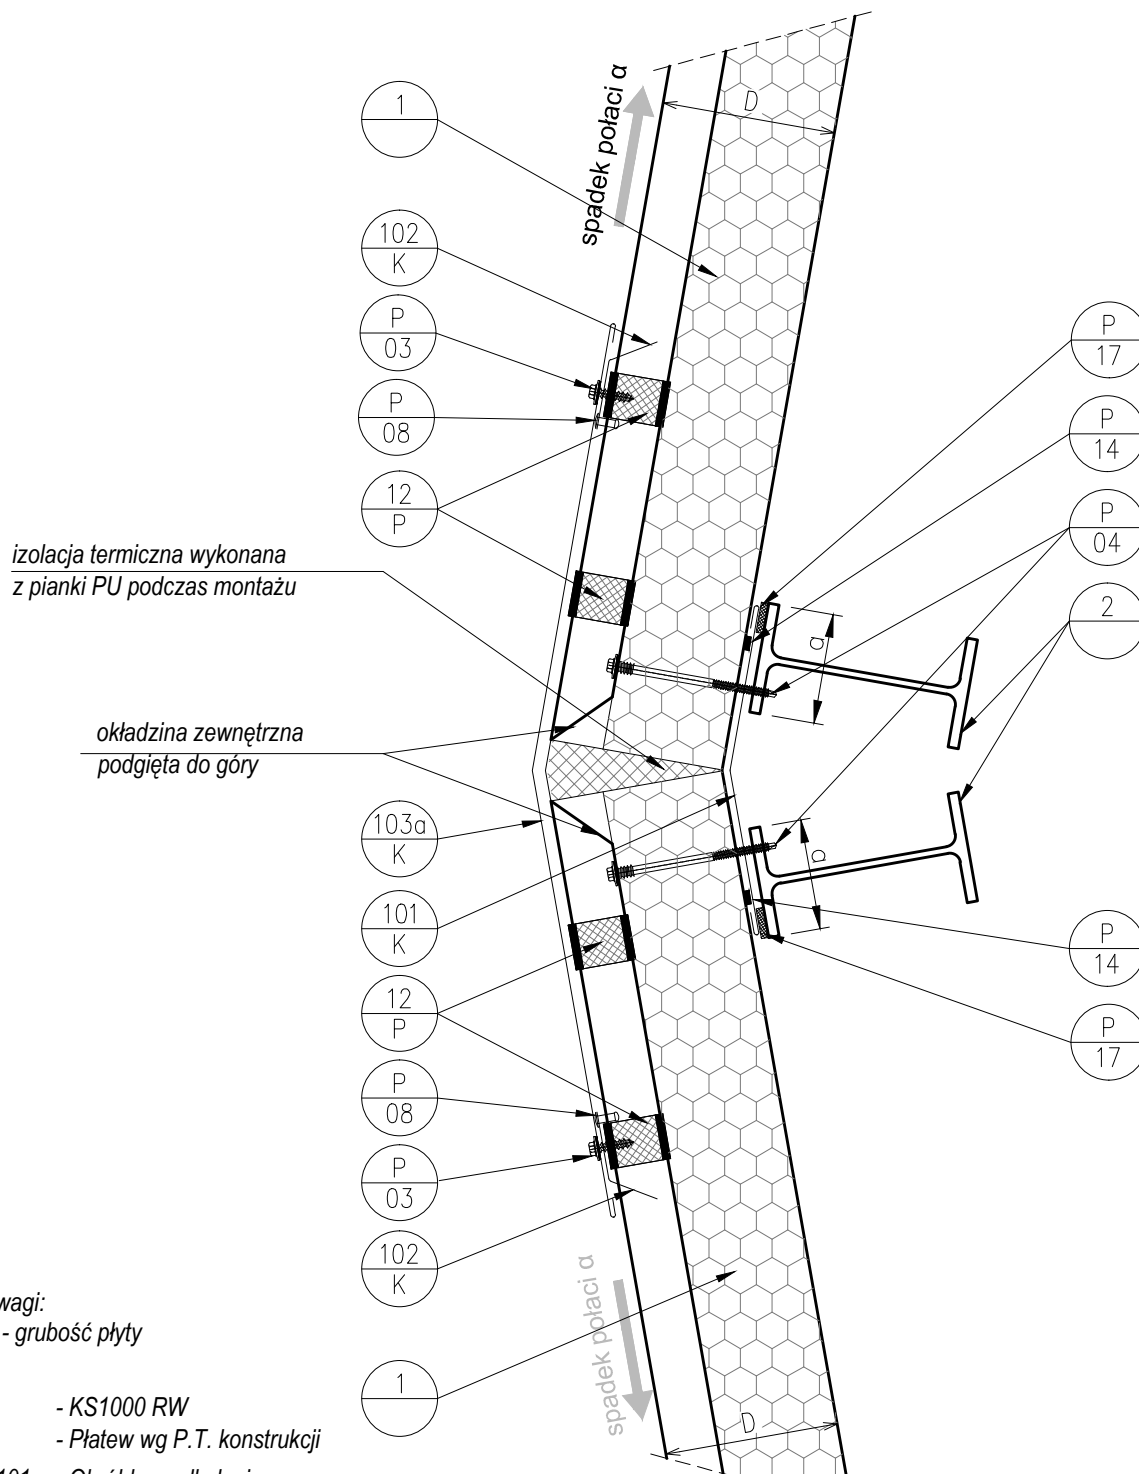 spadek połaci α
D
1
102
K
P
03
P
08
12
P
P
17
P
14
P
04
2
izolacja termiczna wykonana
z pianki PU podczas montażu
a
okładzina zewnętrzna
podgięta do góry
103a
K
a
101
K
12
P
P
14
P
17
P
08
P
03
102
K
1
spadek połaci α
D
wagi:
- grubość płyty
- KS1000 RW
- Płatew wg P.T. konstrukcji